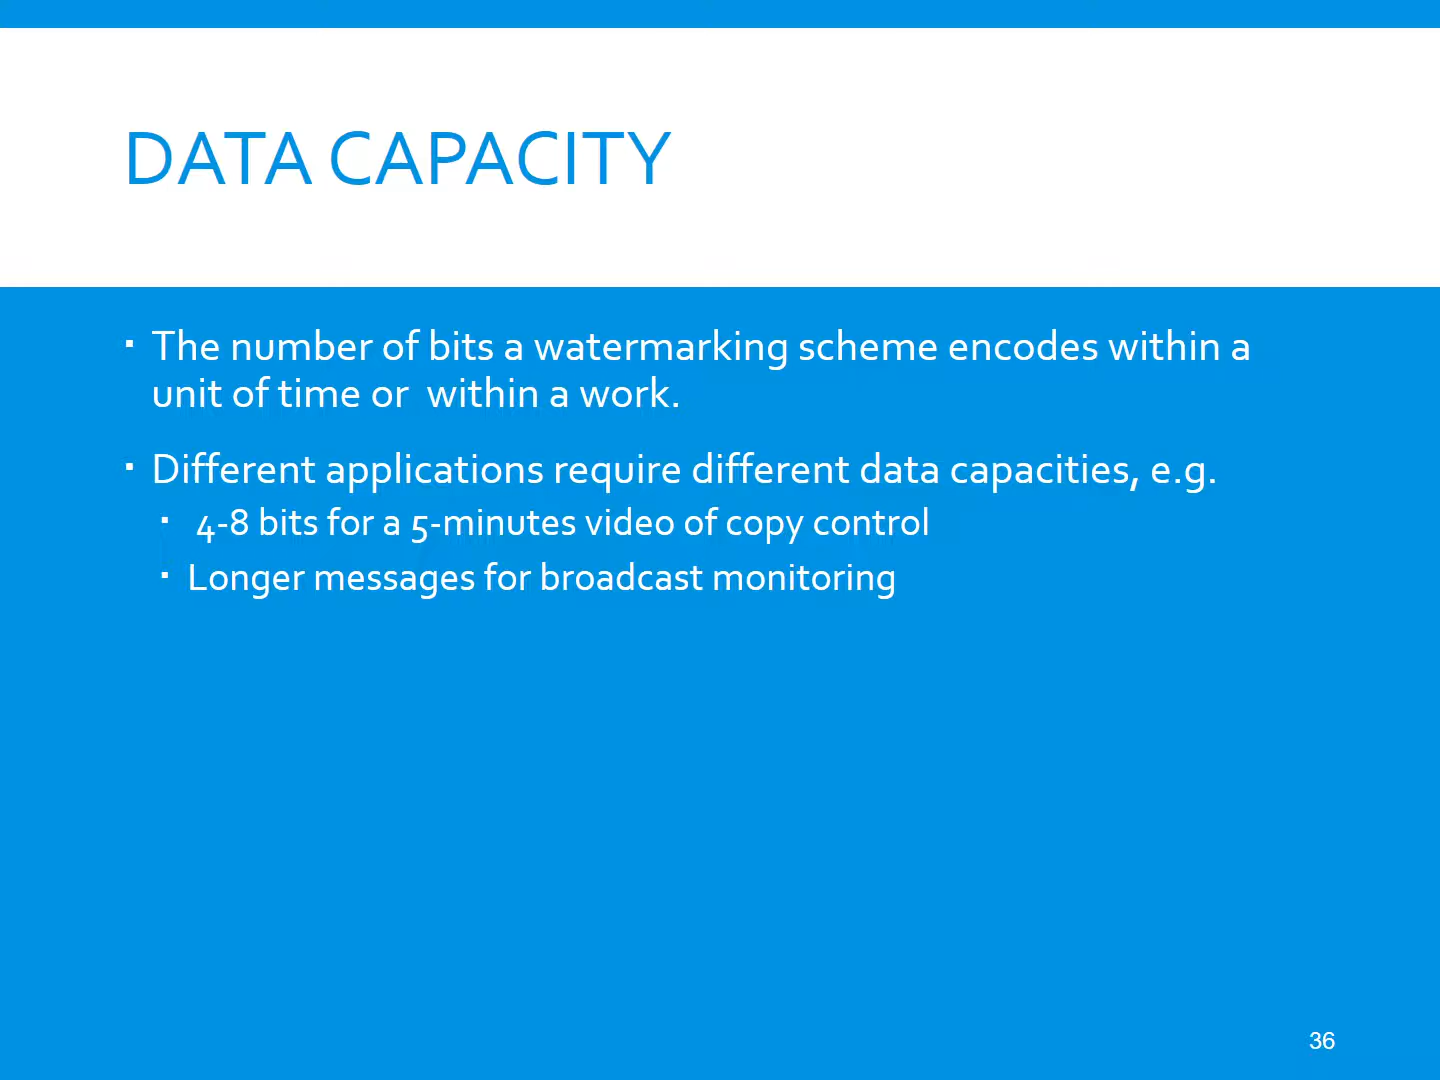 DATA CAPACITY
▪ The number of bits a watermarking scheme encodes within a
unit of time or within a work.
▪ Different applications require different data capacities, e.g.
▪ 4-8 bits for a 5-minutes video of copy control
▪ Longer messages for broadcast monitoring
36